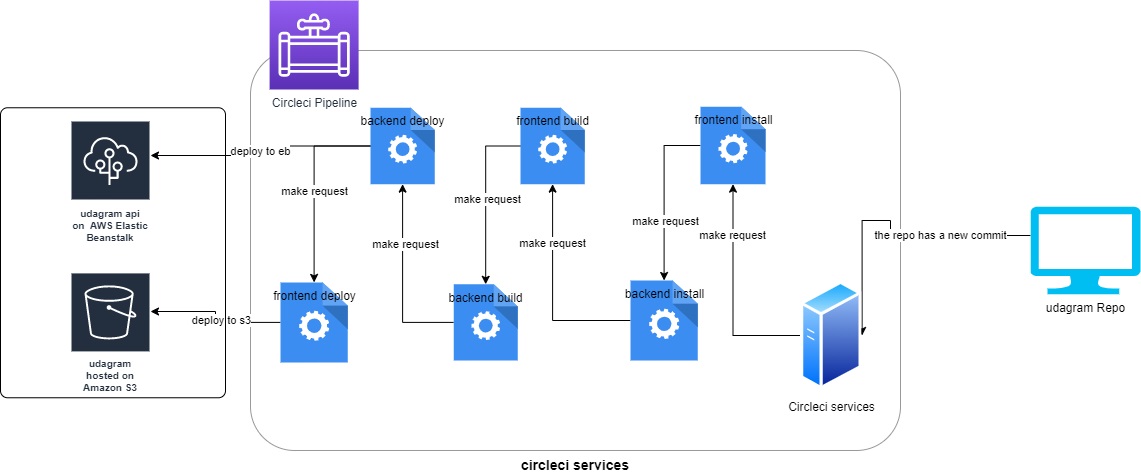 Circleci Pipeline
backend deploy
frontend build
frontend install
deploy to eb
make request
make request
make request
make request
make request
make request
udagram api
on  AWS Elastic
Beanstalk
the repo has a new commit
frontend deploy
backend build
backend install
deploy to s3
udagram Repo
udagram
hosted on
Amazon S3
Circleci services
circleci services